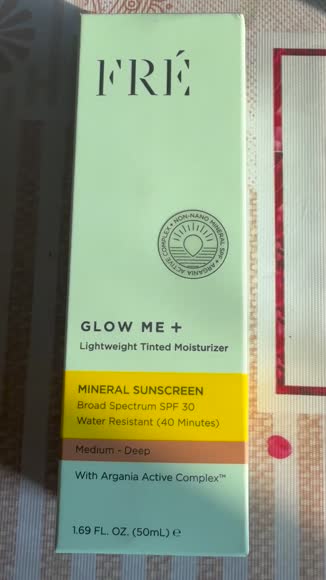 FRÉ
NON-NANO MINERAL SPF • ARGANIA ACTIVE COMPLEX •
GLOW ME +
Lightweight Tinted Moisturizer
MINERAL SUNSCREEN
Broad Spectrum SPF 30
Water Resistant (40 Minutes)
Medium - Deep
With Argania Active Complex™
1.69 FL. OZ. (50mL) ℮